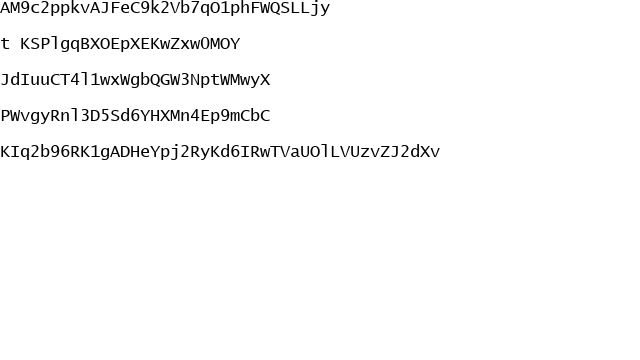 AM9c2ppkvAJFeC9k2Vb7qO1phFWQSLLjy
t KSPlgqBXOEpXEKwZxw0MOY
JdIuuCT4l1wxWgbQGW3NptWMwyX
PWvgyRnl3D5Sd6YHXMn4Ep9mCbC
KIq2b96RK1gADHeYpj2RyKd6IRwTVaUOlLVUzvZJ2dXv